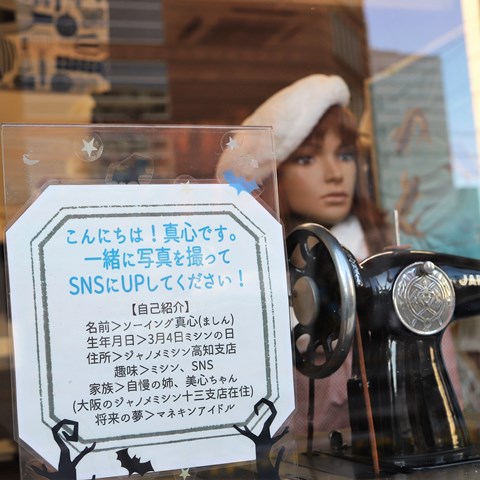 こんにちは！真心です。
一緒に写真を撮って
SNSにUPしてください！
【自己紹介】
名前＞ソーイング真心(ましん)
生年月日＞3月4日ミシンの日
住所＞ジャノメミシン高知支店
趣味＞ミシン、SNS
家族＞自慢の姉、美心ちゃん
(大阪のジャノメミシン十三支店在住)
将来の夢＞マネキンアイドル
JAN